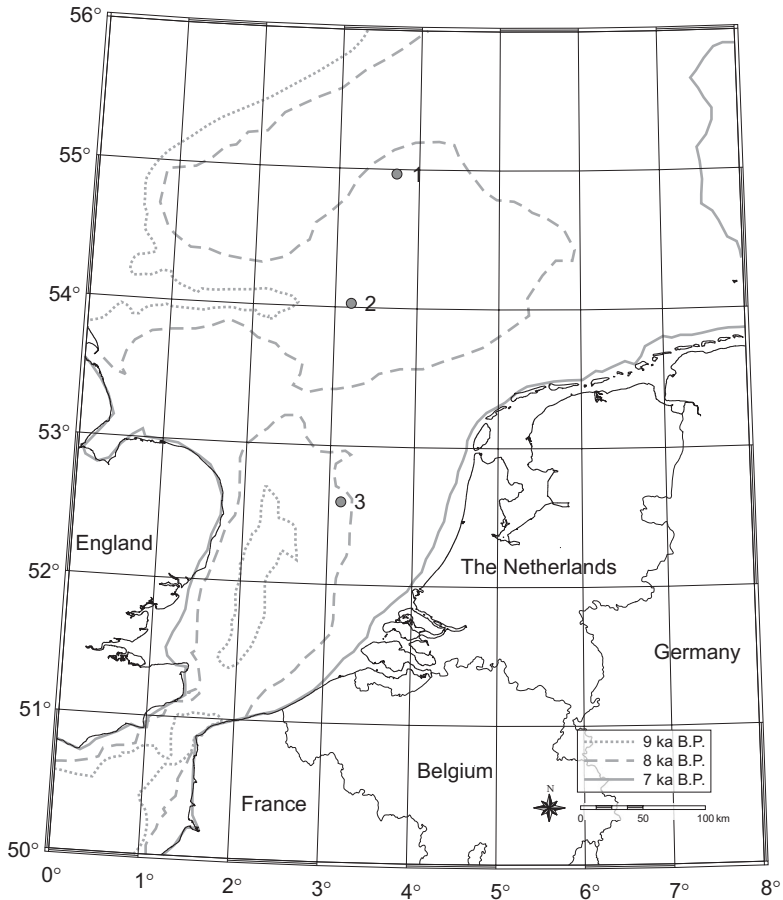 56°
55°
1
54°
2
53°
3
England
52°
The Netherlands
Germany
51°
9 ka B.P.
8 ka B.P.
7 ka B.P.
Belgium
N
France
0 50 100 km
50°
0° 1° 2° 3° 4° 5° 6° 7° 8°